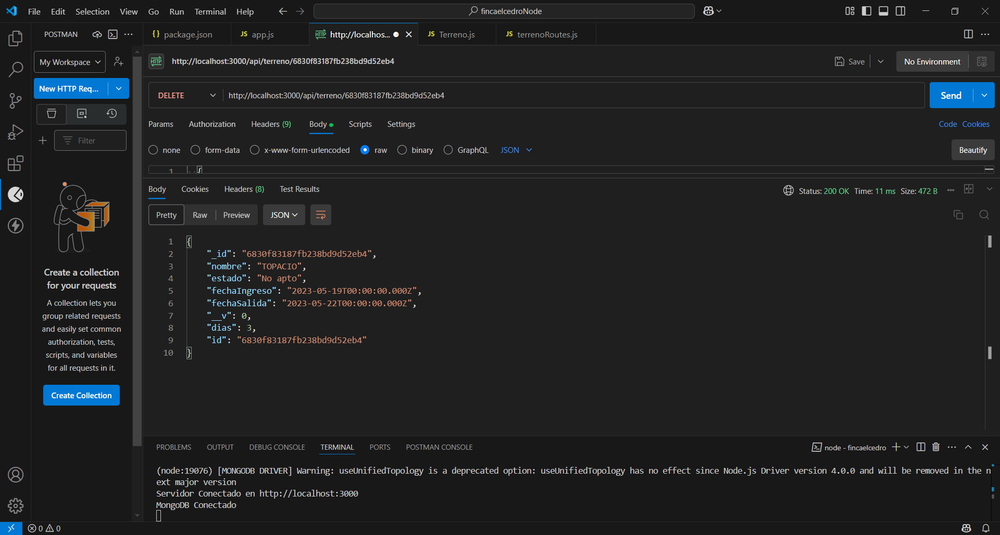 File Edit Selection View Go Run Terminal Help
fincaelcedroNode
POSTMAN
package.json
JS app.js
HTTP http://localhos...
JS Terreno.js
JS terrenoRoutes.js
My Workspace
New HTTP Req...
Filter
Create a collection
for your requests
A collection lets you
group related requests
and easily set common
authorization, tests,
scripts, and variables
for all requests in it.
Create Collection
HTTP http://localhost:3000/api/terreno/6830f83187fb238bd9d52eb4
Save
No Environment
DELETE http://localhost:3000/api/terreno/6830f83187fb238bd9d52eb4
Send
Params Authorization Headers (9) Body Scripts Settings
Code Cookies
none form-data x-www-form-urlencoded raw binary GraphQL JSON
Beautify
1 {
Body Cookies Headers (8) Test Results
Status: 200 OK Time: 11 ms Size: 472 B
Pretty Raw Preview JSON
1 {
2 "_id": "6830f83187fb238bd9d52eb4",
3 "nombre": "TOPACIO",
4 "estado": "No apto",
5 "fechaIngreso": "2023-05-19T00:00:00.000Z",
6 "fechaSalida": "2023-05-22T00:00:00.000Z",
7 "__v": 0,
8 "dias": 3,
9 "id": "6830f83187fb238bd9d52eb4"
10 }
PROBLEMS OUTPUT DEBUG CONSOLE TERMINAL PORTS POSTMAN CONSOLE
node - fincaelcedro
(node:19076) [MONGODB DRIVER] Warning: useUnifiedTopology is a deprecated option: useUnifiedTopology has no effect since Node.js Driver version 4.0.0 and will be removed in the n
ext major version
Servidor Conectado en http://localhost:3000
MongoDB Conectado
0 0